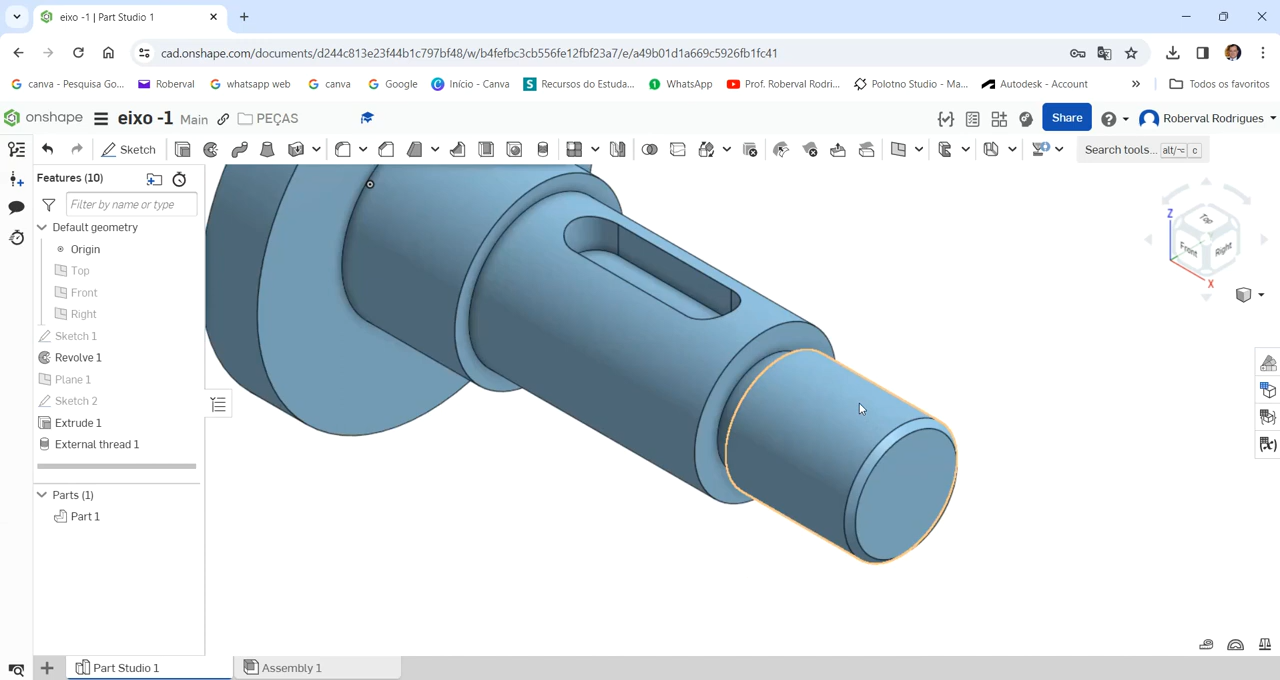 eixo -1 | Part Studio 1
cad.onshape.com/documents/d244c813e23f44b1c797bf48/w/b4fefbc3cb556fe12fbf23a7/e/a49b01d1a669c5926fb1fc41
canva - Pesquisa Go... Roberval whatsapp web canva Google Início - Canva Recursos do Estuda... WhatsApp Prof. Roberval Rodri... Polotno Studio - Ma... Autodesk - Account » Todos os favoritos
onshape eixo -1 Main PEÇAS Share Roberval Rodrigues
Sketch Search tools... alt/⌥ c
Features (10)
Filter by name or type
Default geometry
Origin
Top
Front
Right
Sketch 1
Revolve 1
Plane 1
Sketch 2
Extrude 1
External thread 1
Parts (1)
Part 1
Z
Top
Front
Right
X
Part Studio 1 Assembly 1